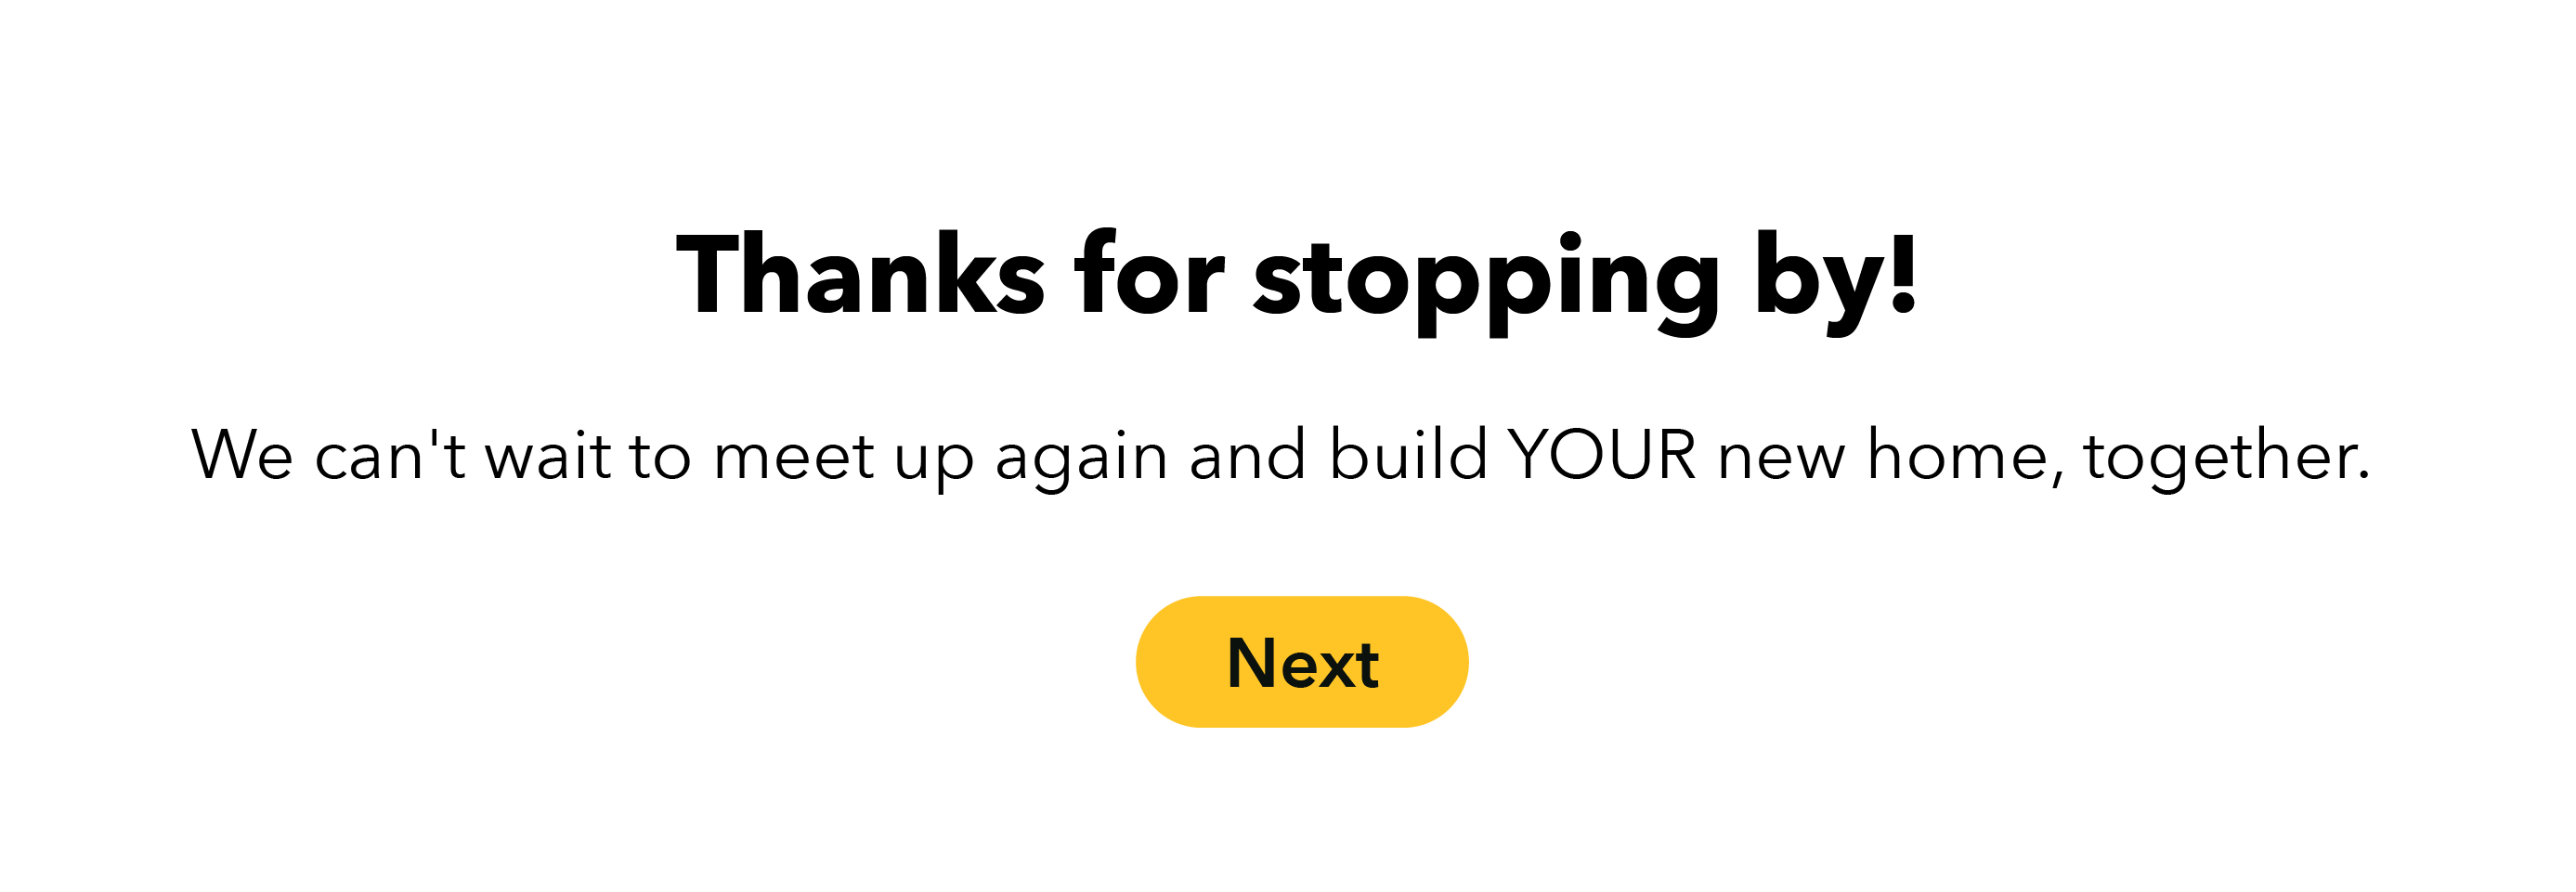 Thanks for stopping by!
We can't wait to meet up again and build YOUR new home, together.
Next